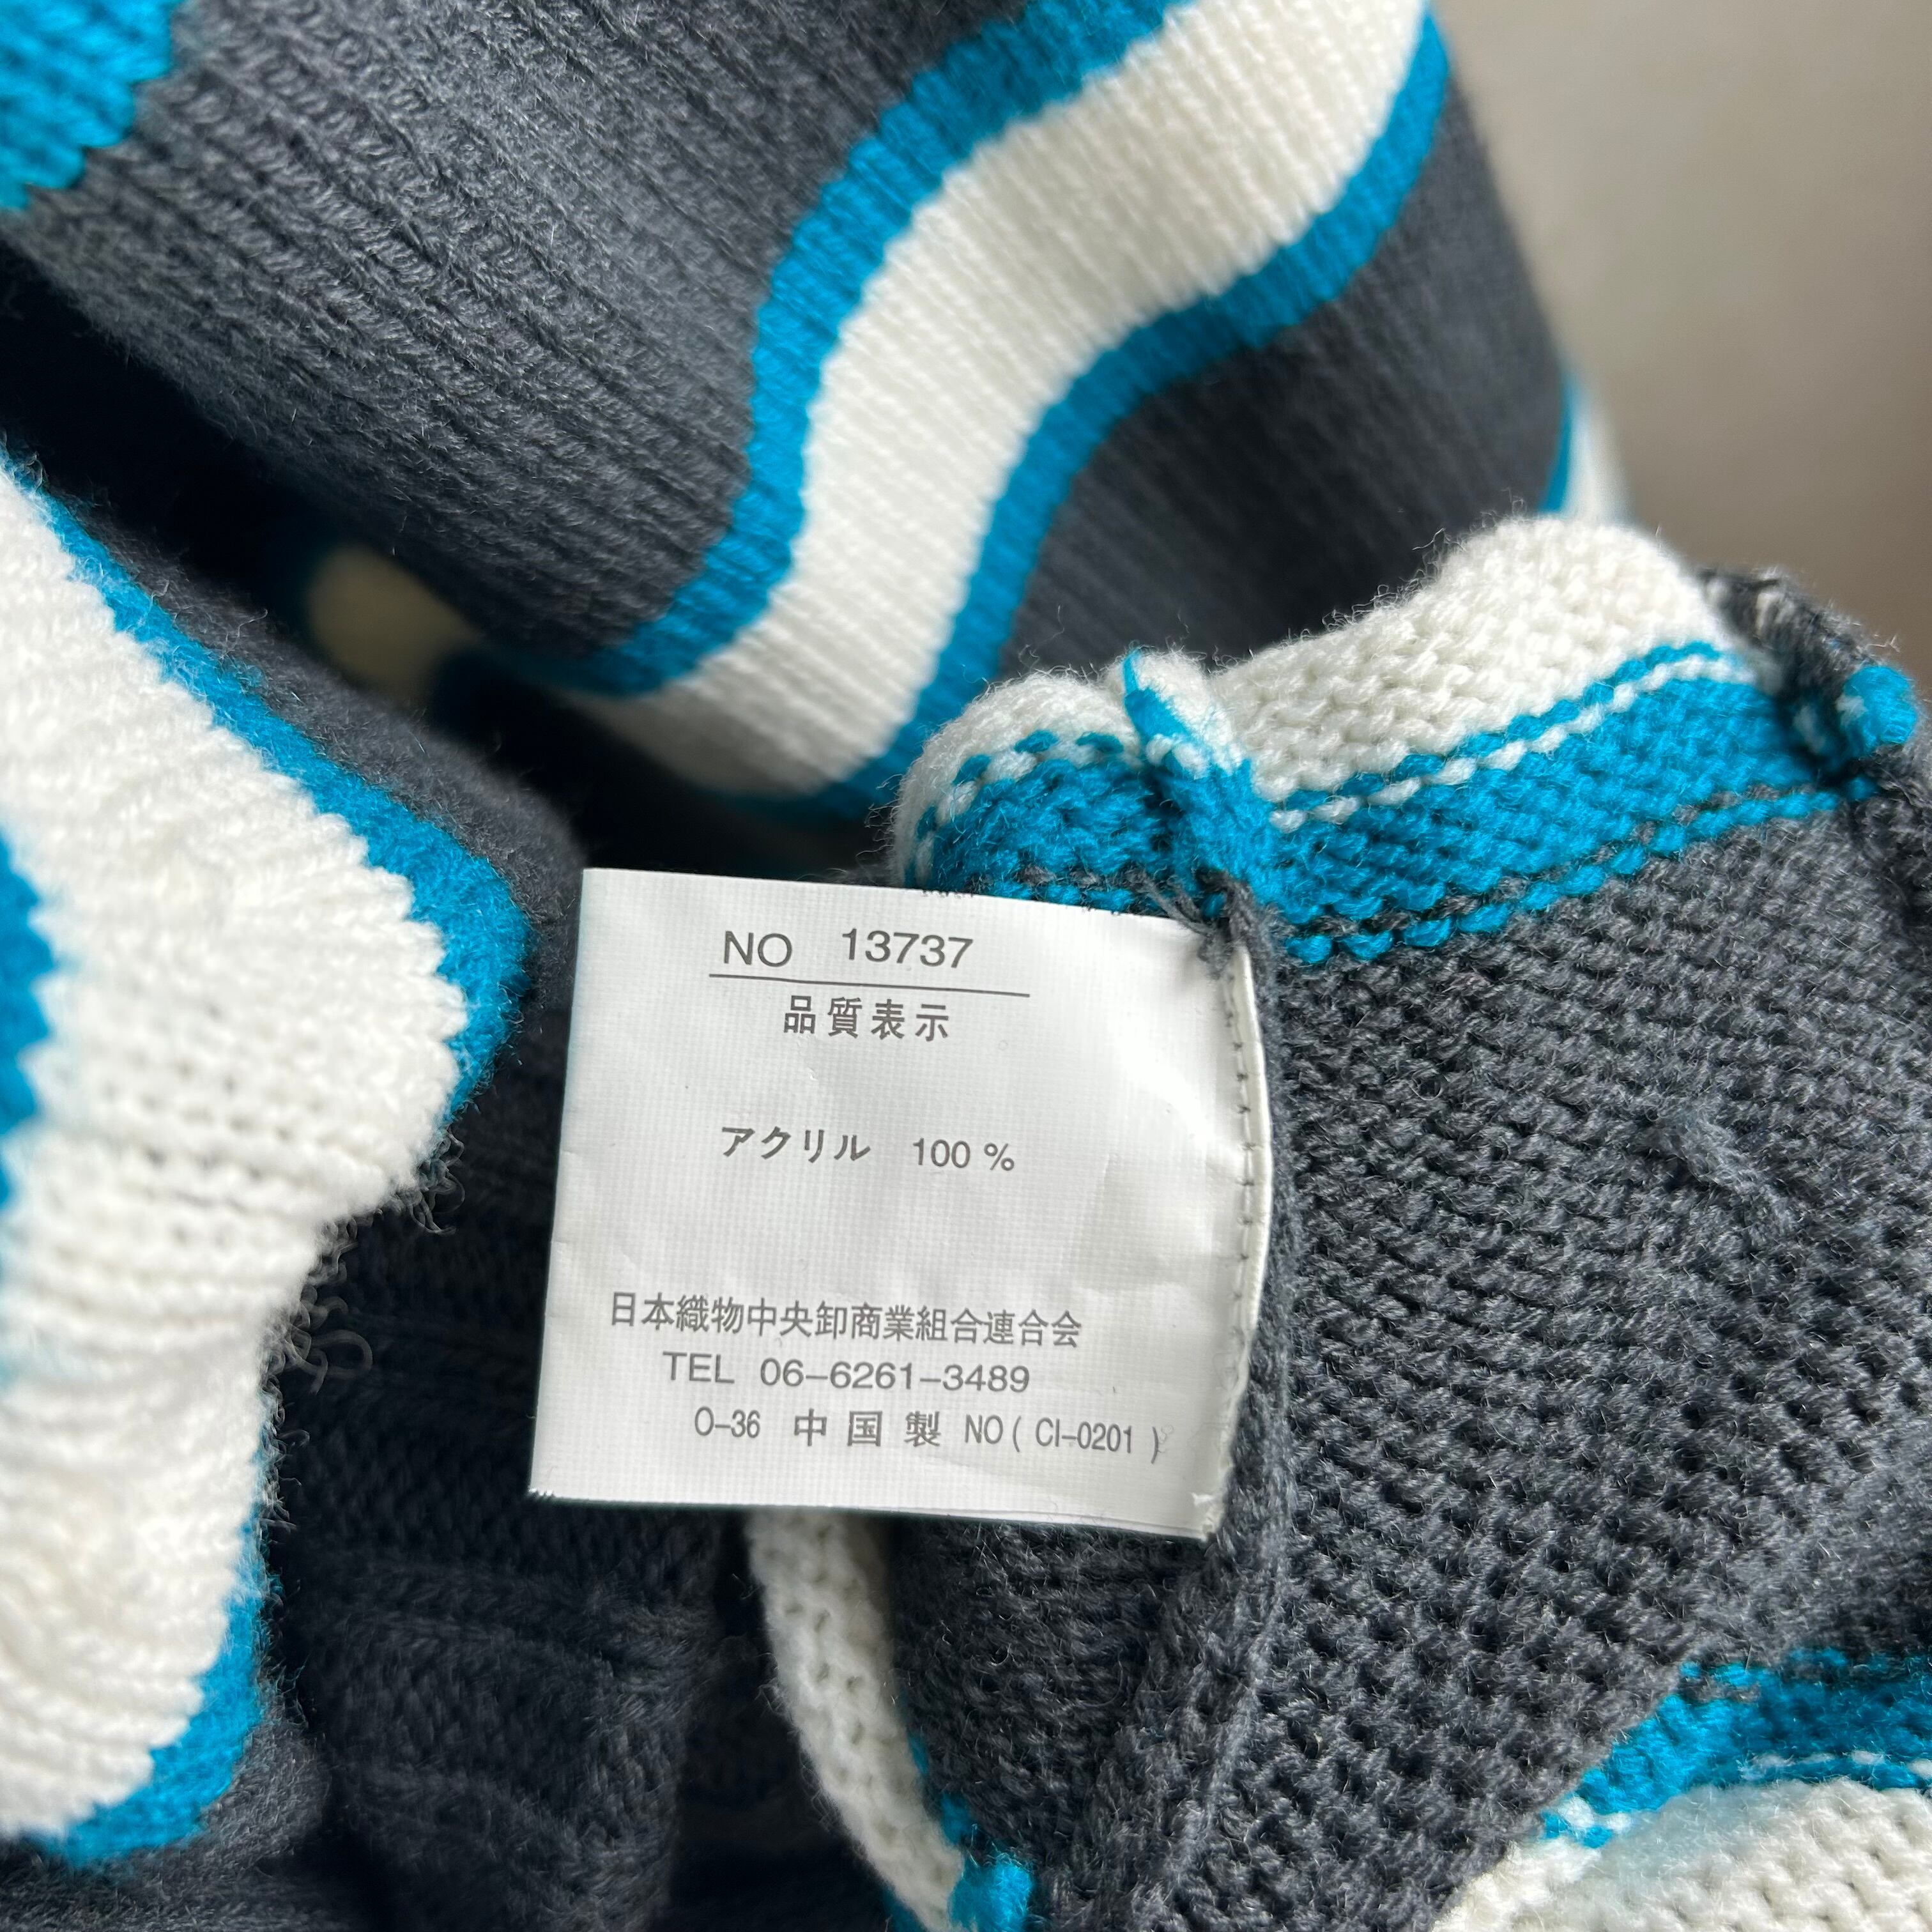 NO 13737
品質表示
アクリル 100 %
日本織物中央卸商業組合連合会
TEL 06-6261-3489
O-36 中国製 NO ( CI-0201 )